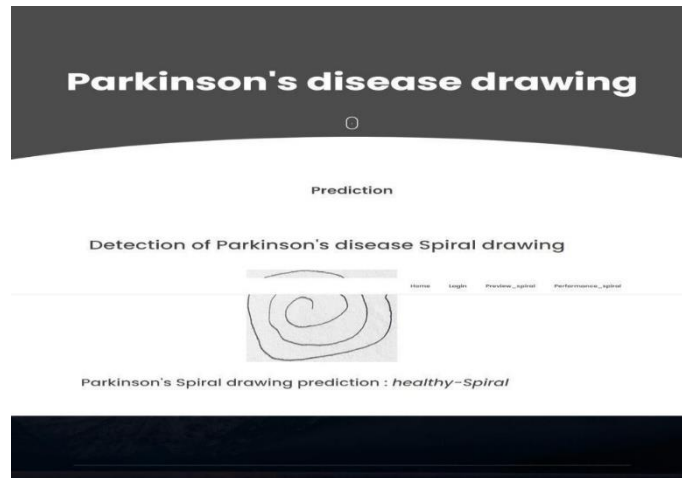 Parkinson's disease drawing
Prediction
Detection of Parkinson's disease Spiral drawing
Home Login Preview_spiral Performance_spiral
Parkinson's Spiral drawing prediction : healthy-Spiral